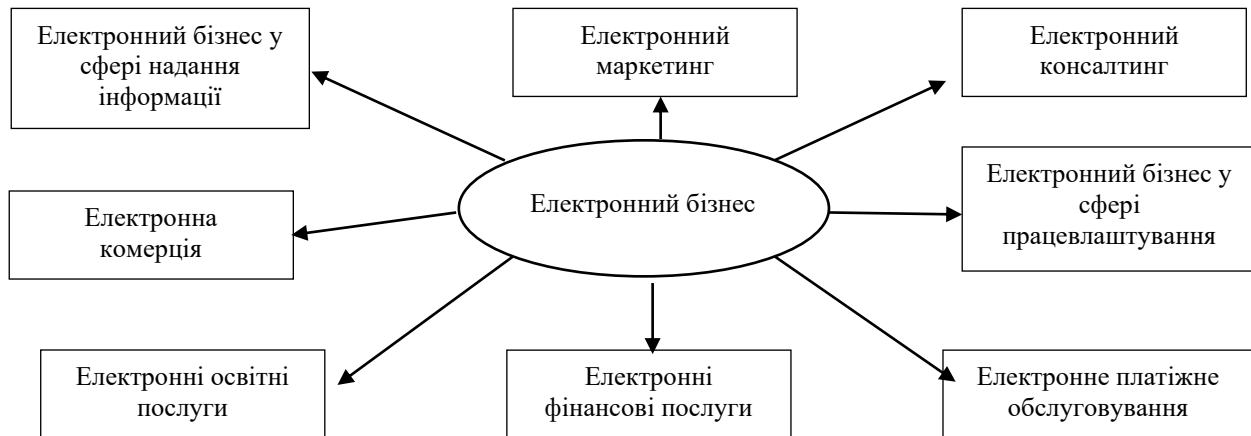 Електронний бізнес у
сфері надання
інформації
Електронний
маркетинг
Електронний
консалтинг
Електронна
комерція
Електронний бізнес
Електронний бізнес у
сфері
працевлаштування
Електронні освітні
послуги
Електронні
фінансові послуги
Електронне платіжне
обслуговування